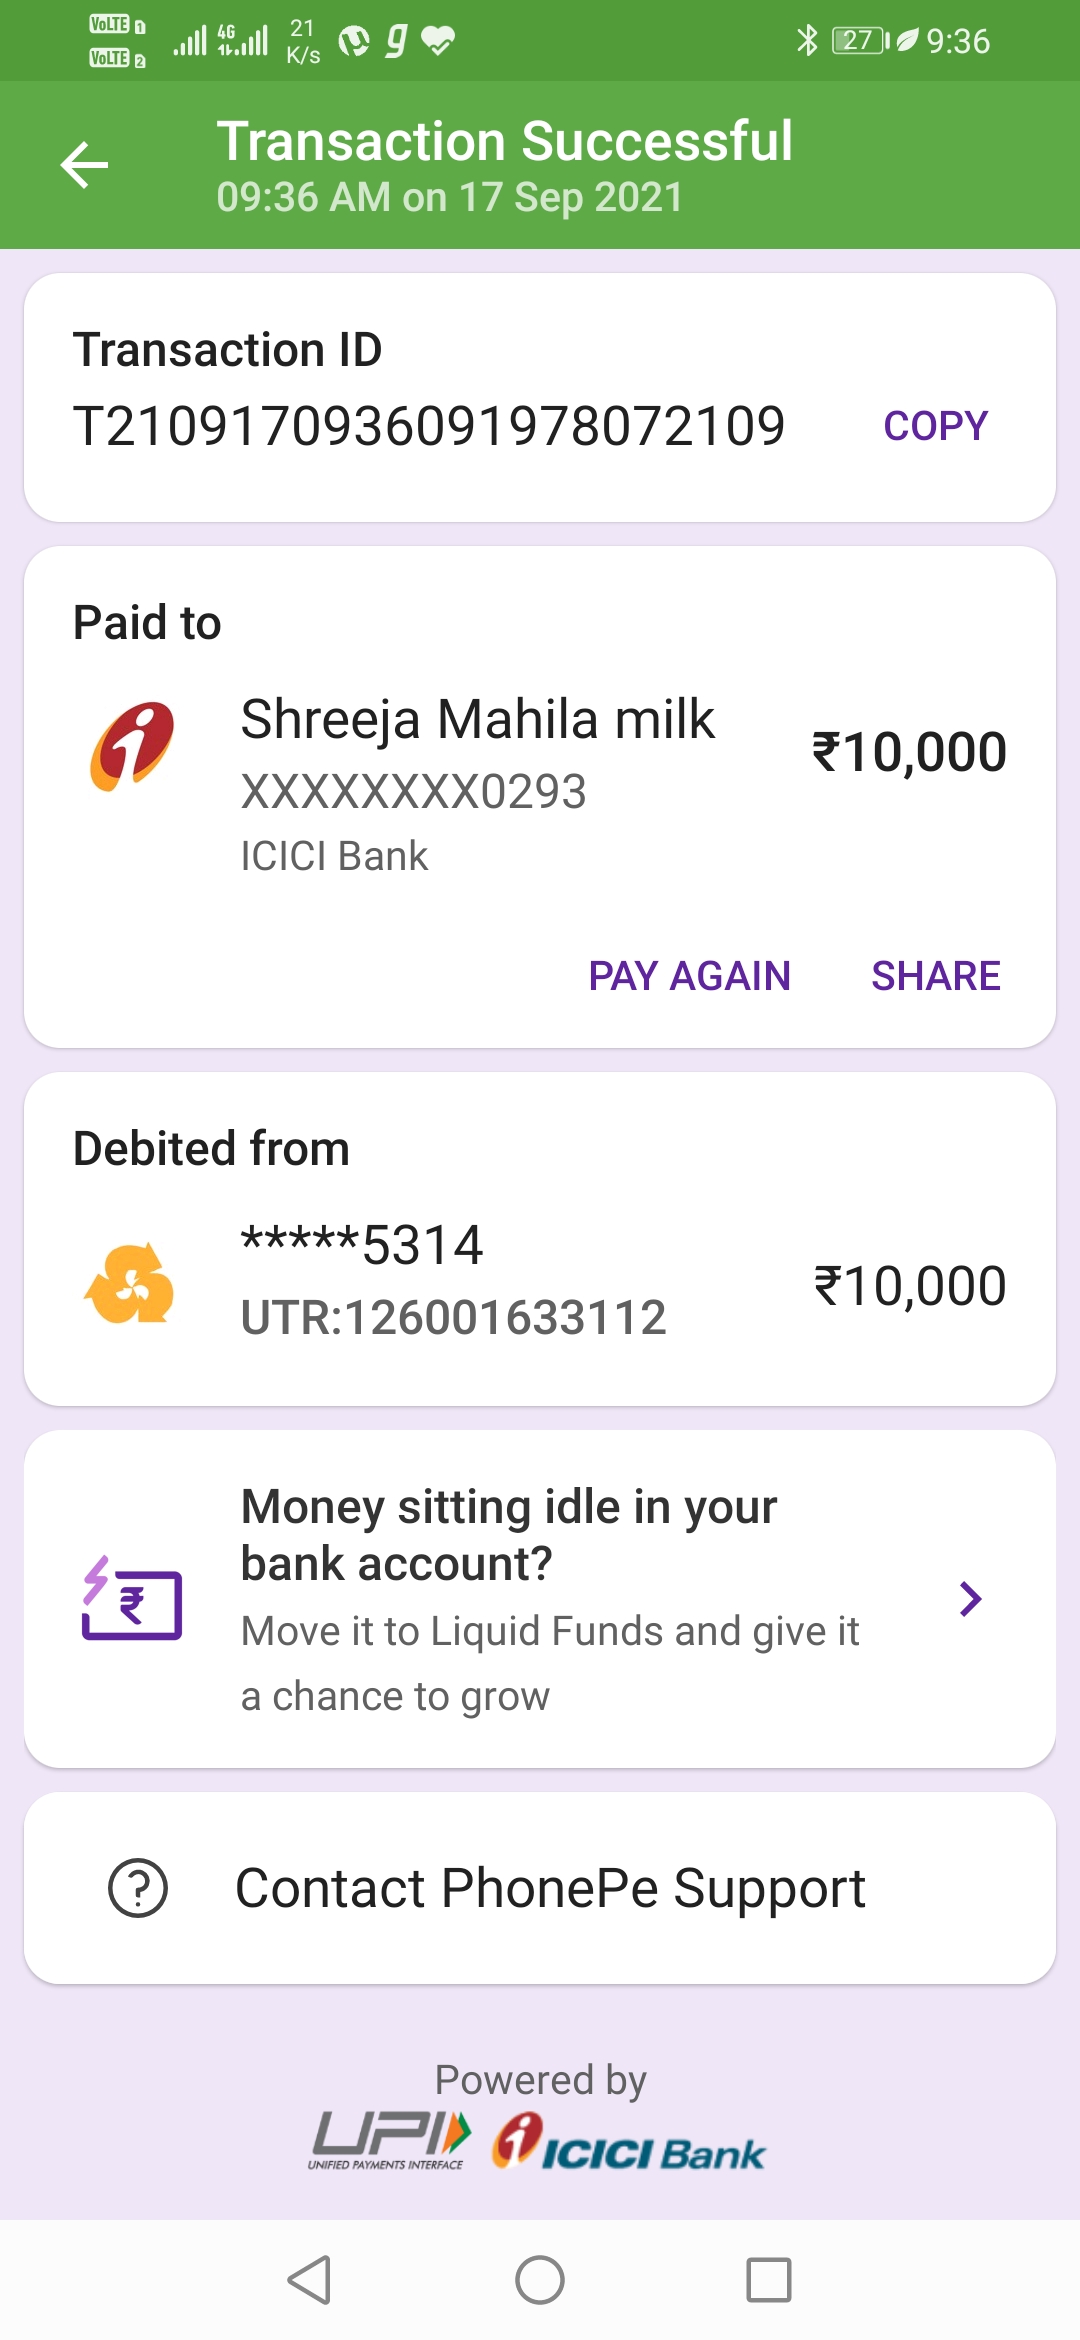 VoLTE 1
VoLTE 2
4G
21
K/s
27
9:36
Transaction Successful
09:36 AM on 17 Sep 2021
Transaction ID
T2109170936091978072109
COPY
Paid to
Shreeja Mahila milk
₹10,000
XXXXXXXX0293
ICICI Bank
PAY AGAIN
SHARE
Debited from
*****5314
₹10,000
UTR:126001633112
Money sitting idle in your
bank account?
Move it to Liquid Funds and give it
a chance to grow
Contact PhonePe Support
Powered by
UPI
UNIFIED PAYMENTS INTERFACE
ICICI Bank